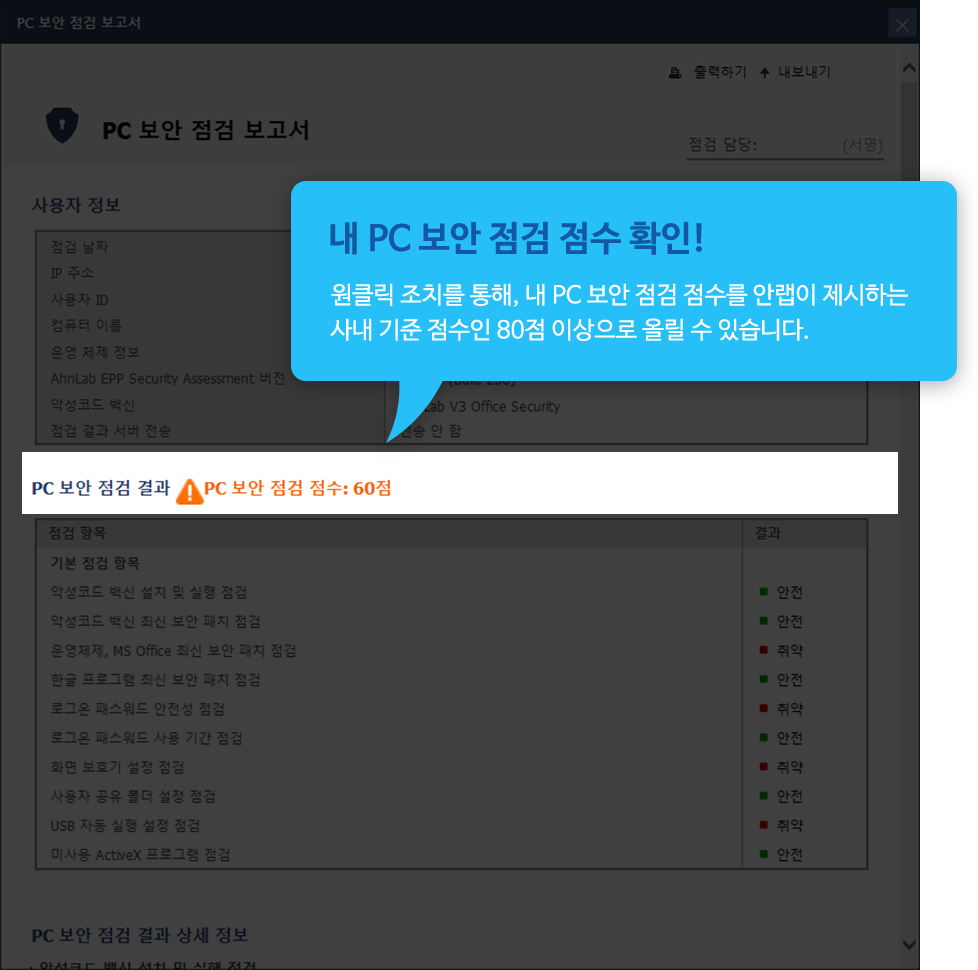 PC 보안 점검 보고서
출력하기 내보내기
PC 보안 점검 보고서
점검 담당: (서명)
사용자 정보
내 PC 보안 점검 점수 확인!
원클릭 조치를 통해, 내 PC 보안 점검 점수를 안랩이 제시하는
사내 기준 점수인 80점 이상으로 올릴 수 있습니다.
점검 날짜
IP 주소
사용자 ID
컴퓨터 이름
운영 체제 정보
AhnLab EPP Security Assessment 버전
악성코드 백신 Lab V3 Office Security
점검 결과 서버 전송 전송 안 함
PC 보안 점검 결과 PC 보안 점검 점수: 60점
점검 항목 결과
기본 점검 항목
악성코드 백신 설치 및 실행 점검 안전
악성코드 백신 최신 보안 패치 점검 안전
운영체제, MS Office 최신 보안 패치 점검 취약
한글 프로그램 최신 보안 패치 점검 안전
로그온 패스워드 안전성 점검 취약
로그온 패스워드 사용 기간 점검 안전
화면 보호기 설정 점검 취약
사용자 공유 폴더 설정 점검 안전
USB 자동 실행 설정 점검 취약
미사용 ActiveX 프로그램 점검 안전
PC 보안 점검 결과 상세 정보
악성코드 백신 설치 및 실행 점검